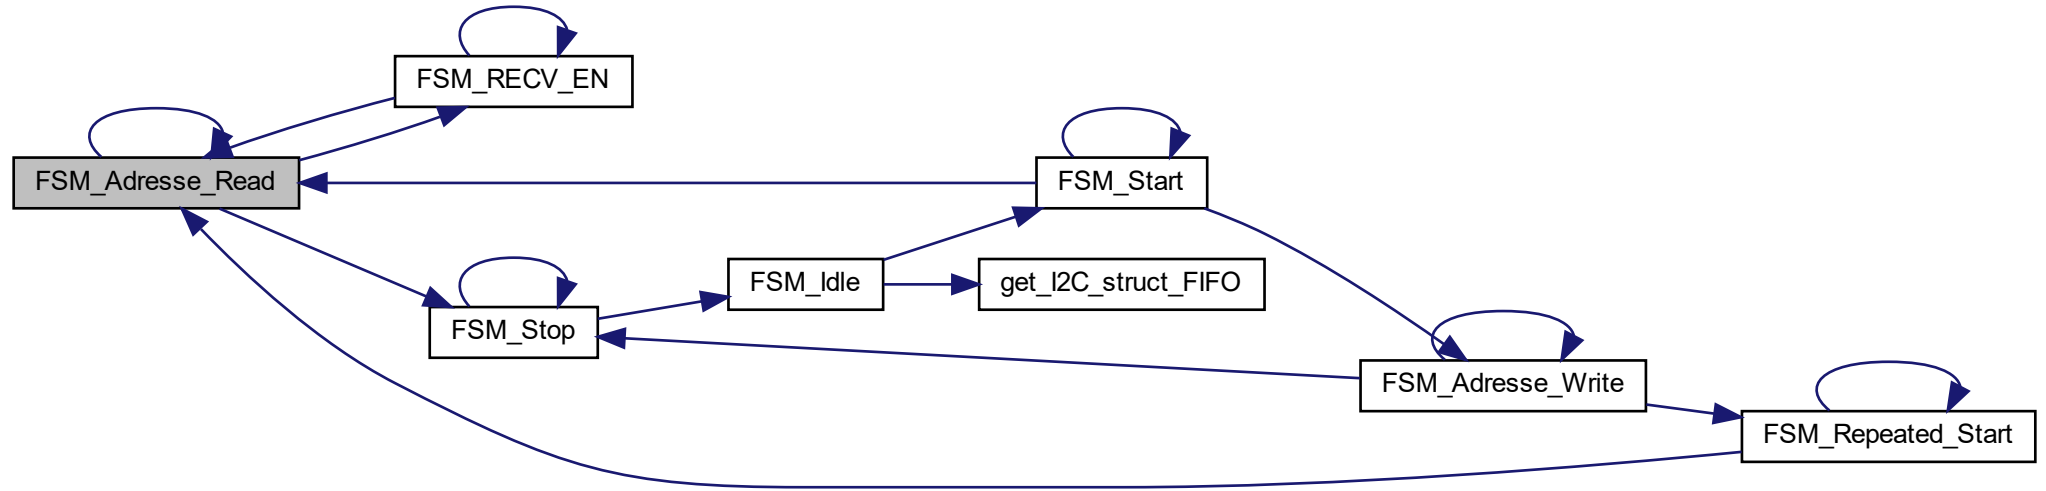 FSM_RECV_EN
FSM_Adresse_Read
FSM_Start
FSM_Idle
get_I2C_struct_FIFO
FSM_Stop
FSM_Adresse_Write
FSM_Repeated_Start